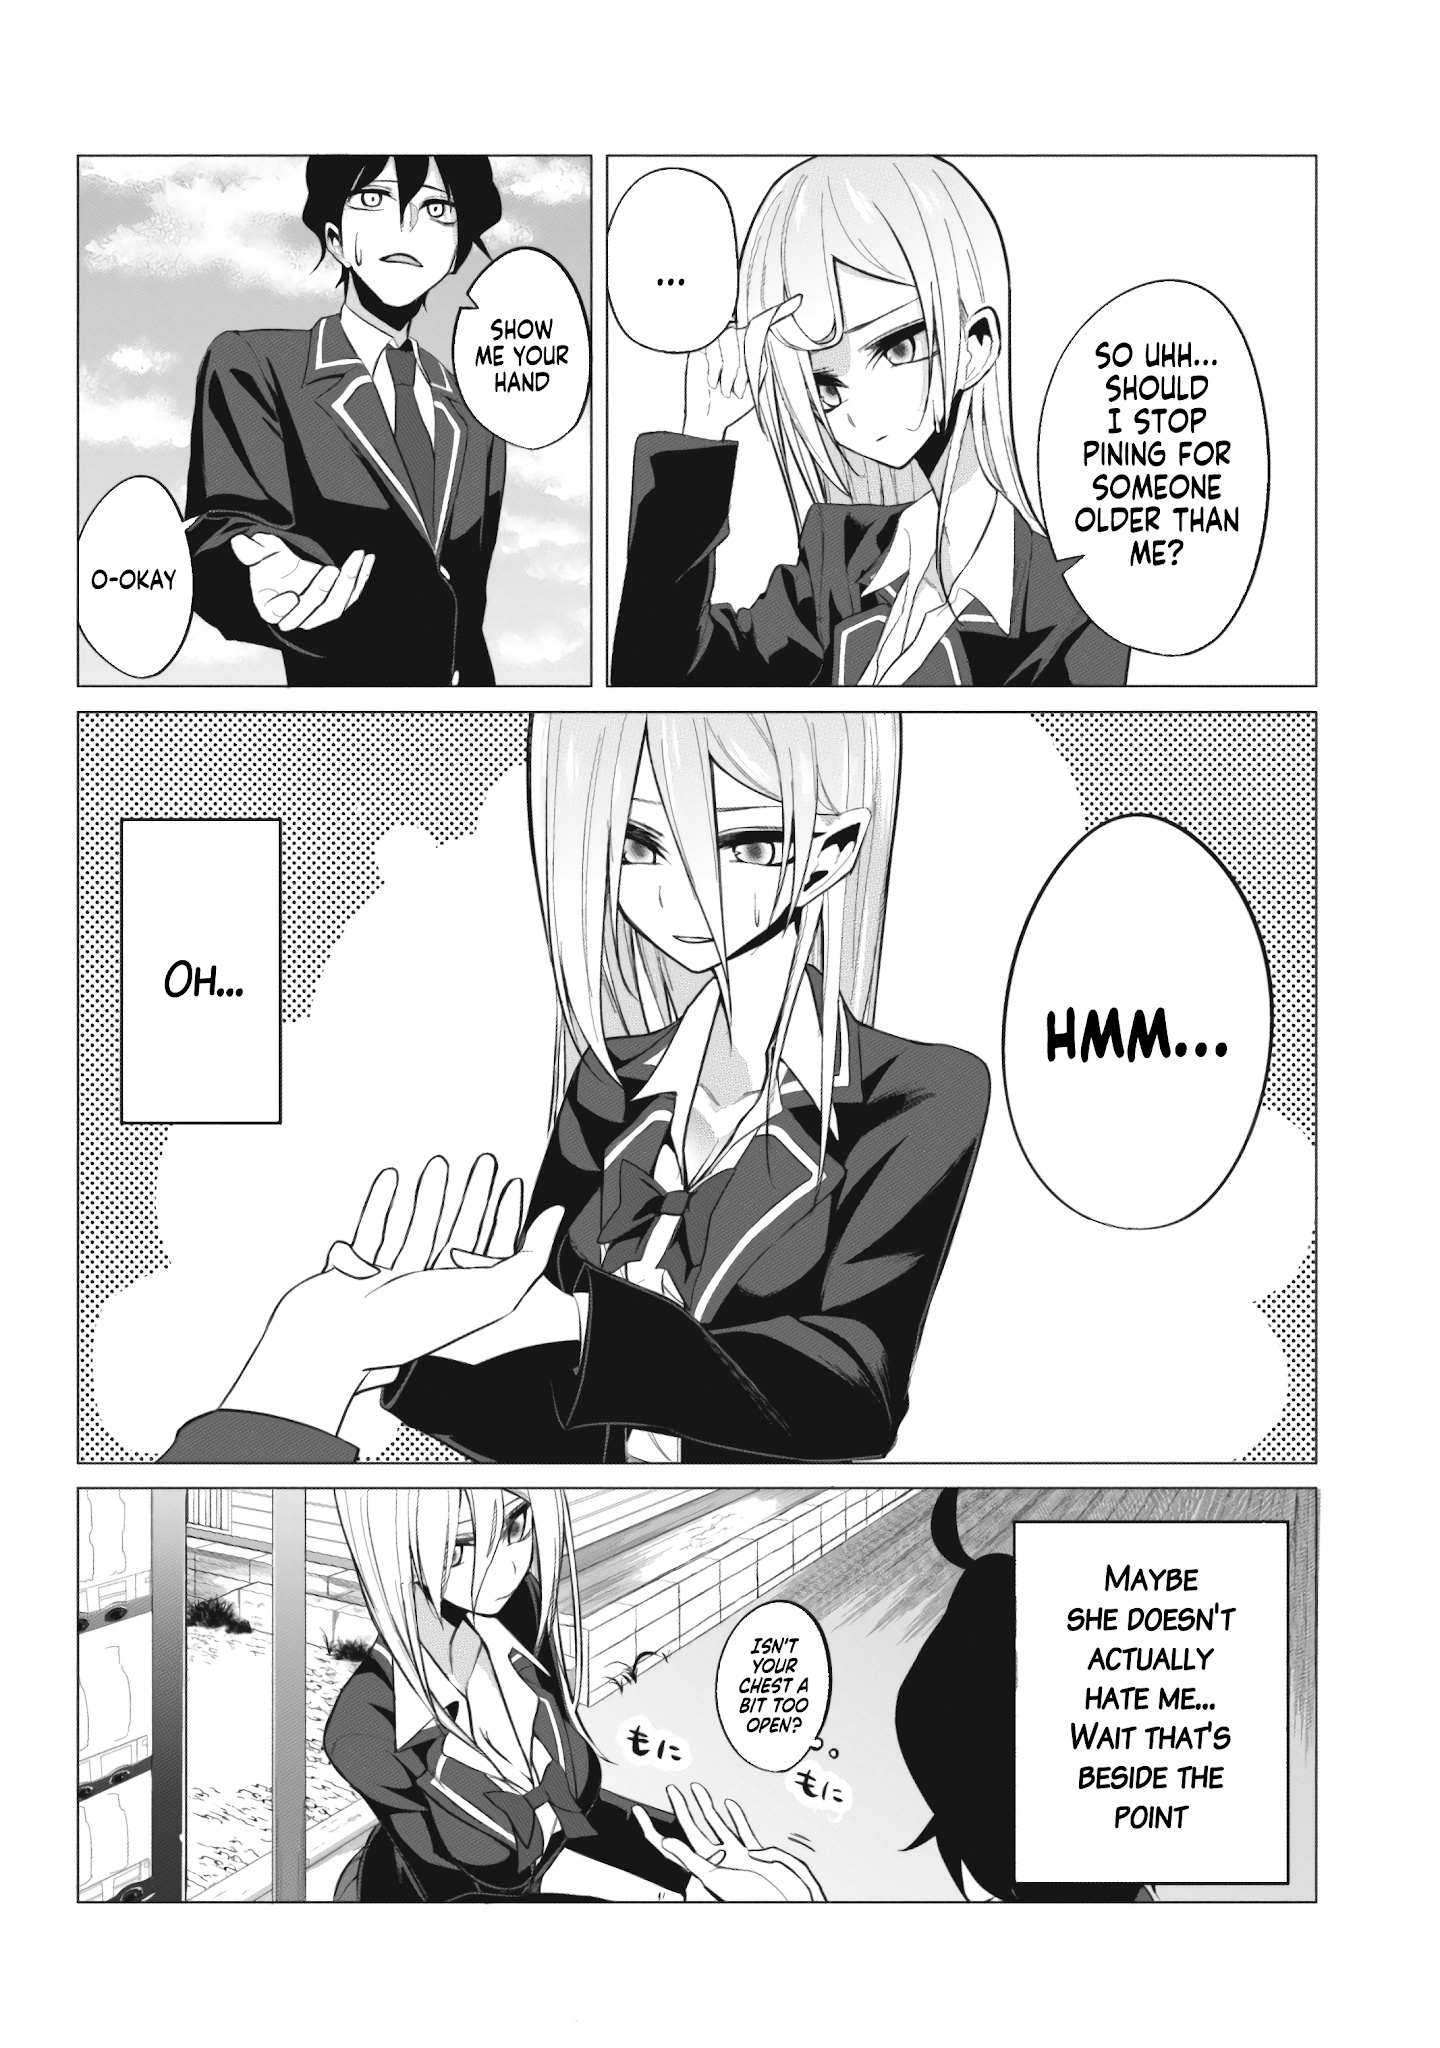 SO UHH...
SHOULD
I STOP
PINING FOR
SOMEONE
OLDER THAN
ME?
...
SHOW
ME YOUR
HAND
O-OKAY
HMM...
OH...
MAYBE
SHE DOESN'T
ACTUALLY
HATE ME...
WAIT THAT'S
BESIDE THE
POINT
ISN'T
YOUR
CHEST A
BIT TOO
OPEN?
もに
もに